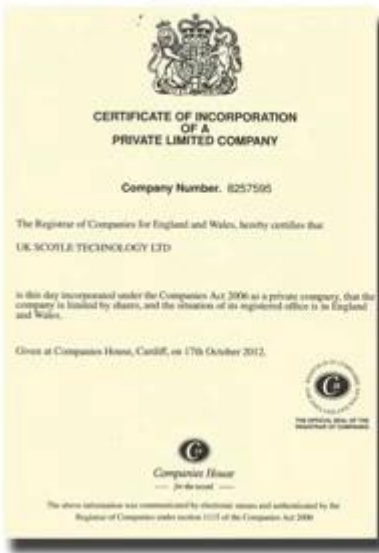 CERTIFICATE OF INCORPORATION
OF A
PRIVATE LIMITED COMPANY
Company Number. 8257595
The Registrar of Companies for England and Wales, hereby certifies that
UK SCOTLE TECHNOLOGY LTD
is this day incorporated under the Companies Act 2006 as a private company, that the
company is limited by shares, and the situation of its registered office is in England
and Wales.
Given at Companies House, Cardiff, on 17th October 2012.
THE OFFICIAL SEAL OF THE
REGISTRAR OF COMPANIES
Companies House
for the record
The above information was communicated by electronic means and authenticated by the
Registrar of Companies under section 1115 of the Companies Act 2006